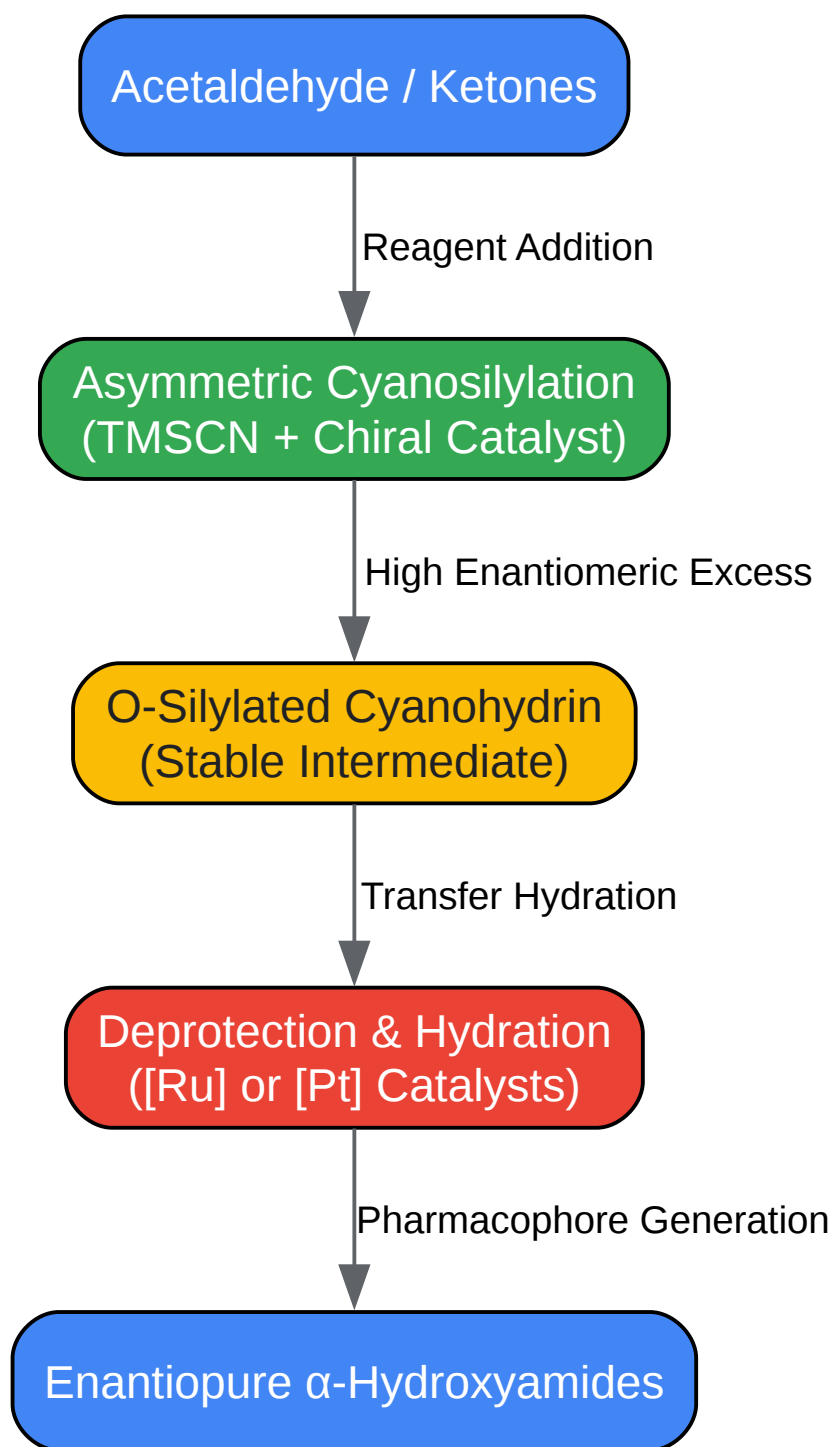 Acetaldehyde / Ketones
Reagent Addition
Asymmetric Cyanosilylation
(TMSCN + Chiral Catalyst)
High Enantiomeric Excess
O-Silylated Cyanohydrin
(Stable Intermediate)
Transfer Hydration
Deprotection & Hydration
([Ru] or [Pt] Catalysts)
Pharmacophore Generation
Enantiopure α-Hydroxyamides